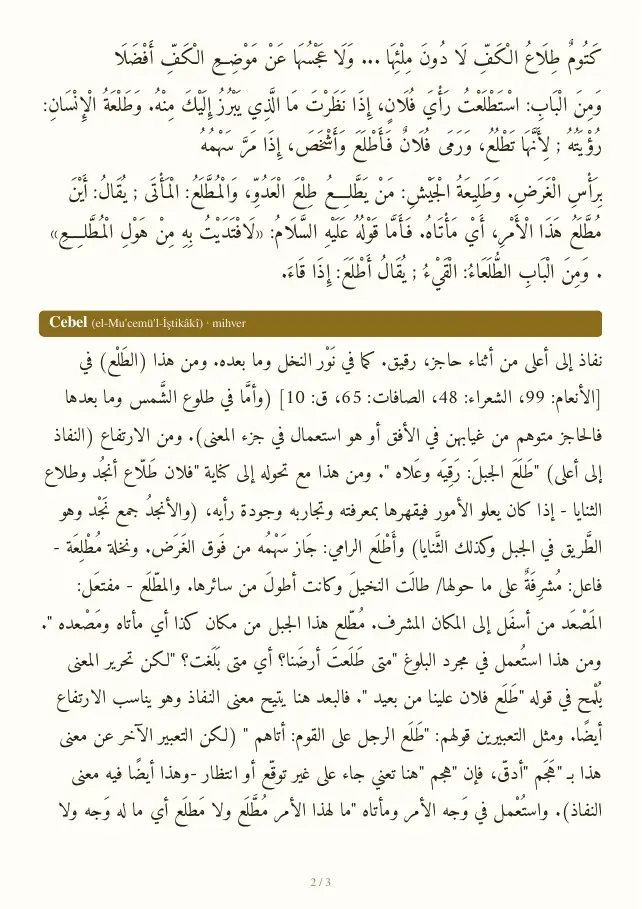 كَتُومٌ طِلَاعُ الْكَفِّ لَا دُونَ مِلْئِهَا ... وَلَا عَجْسُهَا عَنْ مَوْضِعِ الْكَفِّ أَفْضَلَا
وَمِنَ الْبَابِ: اسْتَطْلَعْتُ رَأْيَ فُلَانٍ، إِذَا نَظَرْتَ مَا الَّذِي يَبْرُزُ إِلَيْكَ مِنْهُ. وَطَلْعَةُ الْإِنْسَانِ:
رُؤْيَتُهُ ; لِأَنَّهَا تَطْلُعُ، وَرَمَى فُلَانٌ فَأَطْلَعَ وَأَشْخَصَ، إِذَا مَرَّ سَهْمُهُ
بِرَأْسِ الْغَرَضِ. وَطَلِيعَةُ الْجَيْشِ: مَنْ يَطَّلِعُ طِلْعَ الْعَدُوِّ، وَالْمُطَّلَعُ: الْمَأْتَى ; يُقَالُ: أَيْنَ
مُطَّلَعُ هَذَا الْأَمْرِ، أَيْ مَأْتَاهُ. فَأَمَّا قَوْلُهُ عَلَيْهِ السَّلَامُ: «لَافْتَدَيْتُ بِهِ مِنْ هَوْلِ الْمُطَّلِعِ»
. وَمِنَ الْبَابِ الطُّلَعَاءُ: الْقَيْءُ ; يُقَالُ أَطْلَعَ: إِذَا قَاءَ.
Cebel (el-Mu'cemü'l-İştikâkî) · mihver
نفاذ إلى أعلى من أثناء حاجز، رقيق. كما في نَوْر النخل وما بعده. ومن هذا (الطَلْع) في
[الأنعام: 99، الشعراء: 48، الصافات: 65، ق: 10] (وأمَّا في طلوع الشَّمس وما بعدها
فالحاجز متوهم من غيابهن في الأفق أو هو استعمال في جزء المعنى). ومن الارتفاع (النفاذ
إلى أعلى) "طَلَعَ الجبلَ: رَقِيَه وعَلاه ". ومن هذا مع تحوله إلى كناية "فلان طَلّاع أنجُد وطلاع
الثنايا - إذا كان يعلو الأمور فيقهرها بمعرفته وتجاربه وجودة رأيه، (والأنجدُ جمع نَجْد وهو
الطَّريق في الجبل وكذلك الثَّنايا) وأَطْلَع الرامي: جَاز سَهْمُه من فَوق الغَرَض. ونخلة مُطْلِعَة -
فاعل: مُشرِفَةٌ على ما حولها/ طالَت النخيلَ وكانت أطولَ من سائرها. والمطّلَع - مفتعَل:
المَصْعَد من أسفَل إلى المكان المشرف. مُطّلع هذا الجبل من مكان كذا أي مأتاه ومَصْعده ".
ومن هذا استُعمل في مجرد البلوغ "متى طَلَعتَ أرضَنا؟ أي متى بَلَغت؟ "لكن تحرير المعنى
يُلْمح في قوله "طَلَع فلان علينا من بعيد ". فالبعد هنا يتيح معنى النفاذ وهو يناسب الارتفاع
أيضًا. ومثل التعبيرين قولهم: "طَلَع الرجل على القوم: أتاهم " (لكن التعبير الآخر عن معنى
هذا بـ "هَجَم "أدقّ، فإن "هجم "هنا تعني جاء على غير توقّع أو انتظار -وهذا أيضًا فيه معنى
النفاذ). واستُعْمل في وَجه الأمر ومأتاه "ما لهذا الأمر مُطَّلَع ولا مَطلَع أي ما له وَجه ولا
2 / 3